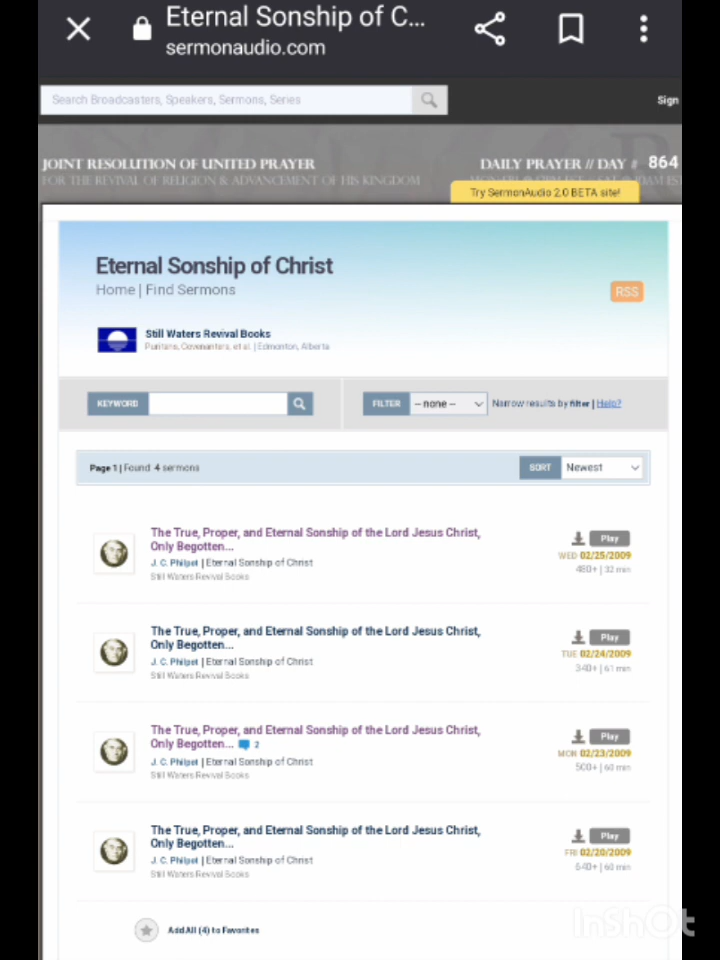 Eternal Sonship of C...
sermonaudio.com
Search Broadcasters, Speakers, Sermons, Series
Sign
JOINT RESOLUTION OF UNITED PRAYER
DAILY PRAYER // DAY # 864
FOR THE REVIVAL OF RELIGION & ADVANCEMENT OF HIS KINGDOM
Try SermonAudio 2.0 BETA site!
Eternal Sonship of Christ
Home | Find Sermons
RSS
Still Waters Revival Books
Puritans, Covenanters, et al. | Edmonton, Alberta
KEYWORD
FILTER -- none -- Narrow results by filter | Help?
Page 1 | Found 4 sermons
SORT Newest
The True, Proper, and Eternal Sonship of the Lord Jesus Christ,
Only Begotten...
J. C. Philpot | Eternal Sonship of Christ
Still Waters Revival Books
Play
WED 02/25/2009
480+ | 32 min
The True, Proper, and Eternal Sonship of the Lord Jesus Christ,
Only Begotten...
J. C. Philpot | Eternal Sonship of Christ
Still Waters Revival Books
Play
TUE 02/24/2009
340+ | 61 min
The True, Proper, and Eternal Sonship of the Lord Jesus Christ,
Only Begotten... 2
J. C. Philpot | Eternal Sonship of Christ
Still Waters Revival Books
Play
MON 02/23/2009
500+ | 60 min
The True, Proper, and Eternal Sonship of the Lord Jesus Christ,
Only Begotten...
J. C. Philpot | Eternal Sonship of Christ
Still Waters Revival Books
Play
FRI 02/20/2009
640+ | 60 min
Add All (4) to Favorites
InShOt